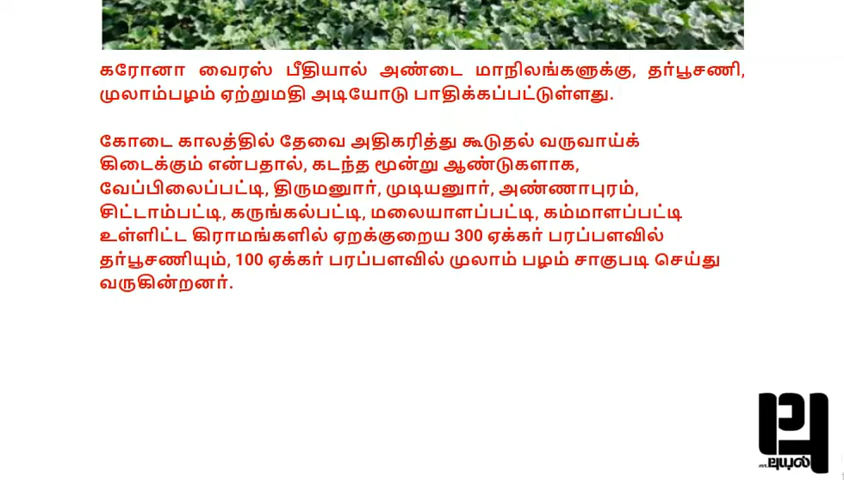 கரோனா வைரஸ் பீதியால் அண்டை மாநிலங்களுக்கு, தர்பூசணி,
முலாம்பழம் ஏற்றுமதி அடியோடு பாதிக்கப்பட்டுள்ளது.
கோடை காலத்தில் தேவை அதிகரித்து கூடுதல் வருவாய்க்
கிடைக்கும் என்பதால், கடந்த மூன்று ஆண்டுகளாக,
வேப்பிலைப்பட்டி, திருமனூர், முடியனூர், அண்ணாபுரம்,
சிட்டாம்பட்டி, கருங்கல்பட்டி, மலையாளப்பட்டி, கம்மாளப்பட்டி
உள்ளிட்ட கிராமங்களில் ஏறக்குறைய 300 ஏக்கர் பரப்பளவில்
தர்பூசணியும், 100 ஏக்கர் பரப்பளவில் முலாம் பழம் சாகுபடி செய்து
வருகின்றனர்.